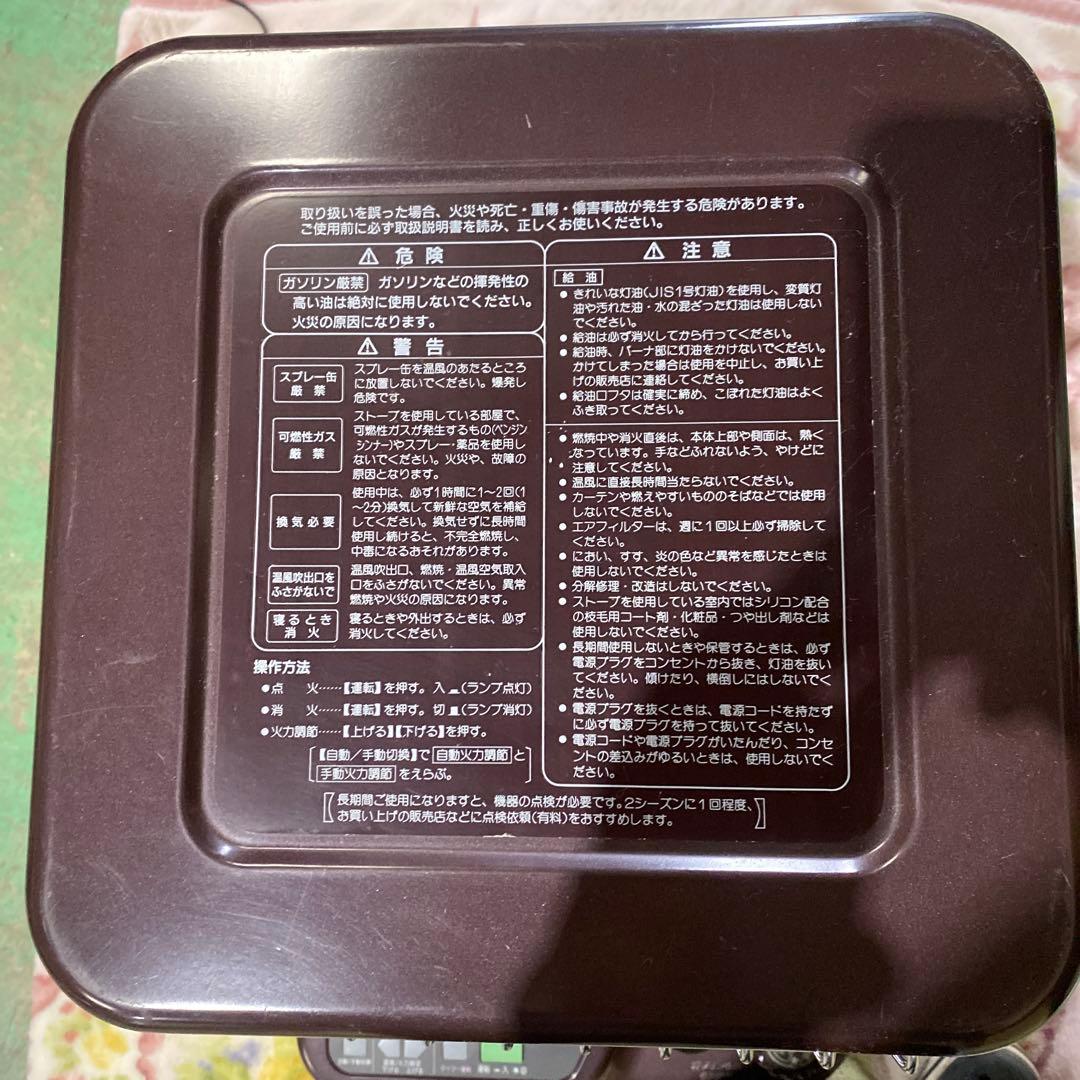 取り扱いを誤った場合、火災や死亡・重傷・傷害事故が発生する危険があります。
ご使用前に必ず取扱説明書を読み、正しくお使いください。
⚠ 危険
ガソリン厳禁 ガソリンなどの揮発性の
高い油は絶対に使用しないでください。
火災の原因になります。
⚠ 警告
スプレー缶
厳禁
スプレー缶を温風のあたるところ
に放置しないでください。爆発し
危険です。
可燃性ガス
厳禁
ストーブを使用している部屋で、
可燃性ガスが発生するもの(ベンジン
シンナー)やスプレー・薬品を使用し
ないでください。火災や、故障の
原因となります。
換気必要
使用中は、必ず1時間に1〜2回(1
〜2分)換気して新鮮な空気を補給
してください。換気せずに長時間
使用し続けると、不完全燃焼し、
中毒になるおそれがあります。
温風吹出口を
ふさがないで
温風吹出口、燃焼・温風空気取入
口をふさがないでください。異常
燃焼や火災の原因になります。
寝るとき
消火
寝るときや外出するときは、必ず
消火してください。
操作方法
●点 火……【運転】を押す。入 (ランプ点灯)
●消 火……【運転】を押す。切 (ランプ消灯)
●火力調節……【上げる】【下げる】を押す。
【自動/手動切換】で 自動火力調節 と
手動火力調節 をえらぶ。
⚠ 注意
給油
● きれいな灯油(JIS1号灯油)を使用し、変質灯
油や汚れた油・水の混ざった灯油は使用しない
でください。
● 給油は必ず消火してから行ってください。
● 給油時、バーナ部に灯油をかけないでください。
かけてしまった場合は使用を中止し、お買い上
げの販売店に連絡してください。
● 給油口フタは確実に締め、こぼれた灯油はよく
ふき取ってください。
● 燃焼中や消火直後は、本体上部や側面は、熱く
なっています。手などふれないよう、やけどに
注意してください。
● 温風に直接長時間当たらないでください。
● カーテンや燃えやすいもののそばなどでは使用
しないでください。
● エアフィルターは、週に1回以上必ず掃除して
ください。
● におい、すす、炎の色など異常を感じたときは
使用しないでください。
● 分解修理・改造はしないでください。
● ストーブを使用している室内ではシリコン配合
の枝毛用コート剤・化粧品・つや出し剤などは
使用しないでください。
● 長期間使用しないときや保管するときは、必ず
電源プラグをコンセントから抜き、灯油を抜い
てください。傾けたり、横倒しにはしないでく
ださい。
● 電源プラグを抜くときは、電源コードを持たず
に必ず電源プラグを持って抜いてください。
● 電源コードや電源プラグがいたんだり、コンセ
ントの差込みがゆるいときは、使用しないでく
ださい。
【長期間ご使用になりますと、機器の点検が必要です。2シーズンに1回程度、
お買い上げの販売店などに点検依頼(有料)をおすすめします。】